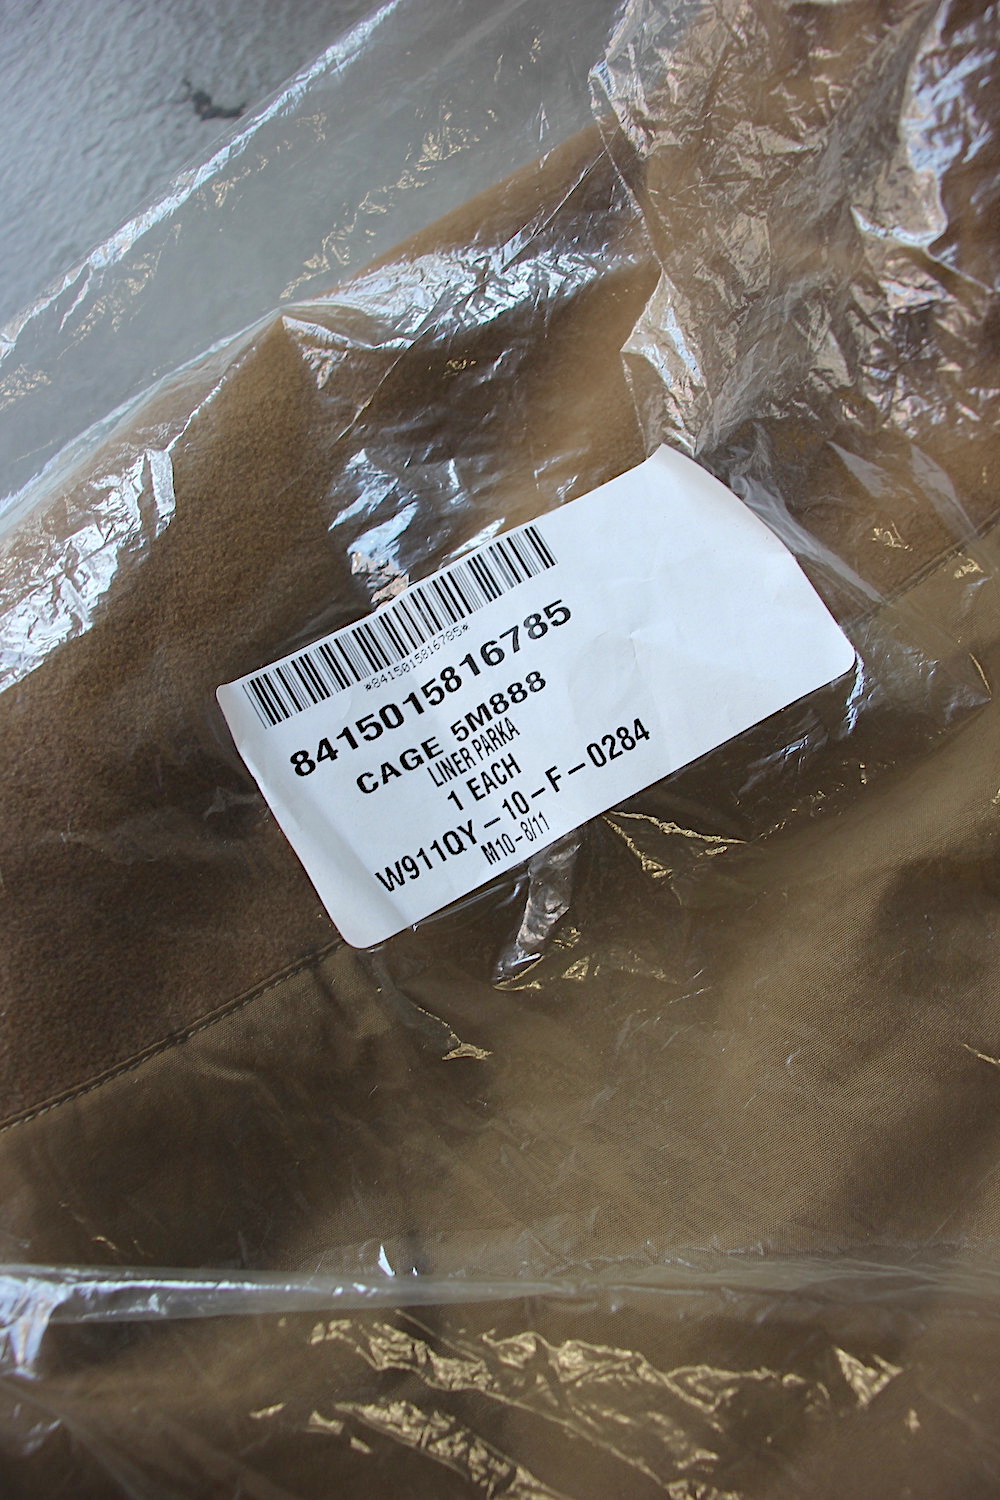 *8415015816785*
8415015816785
CAGE 5M888
LINER PARKA
1 EACH
W911QY-10-F-0284
M10-8/11